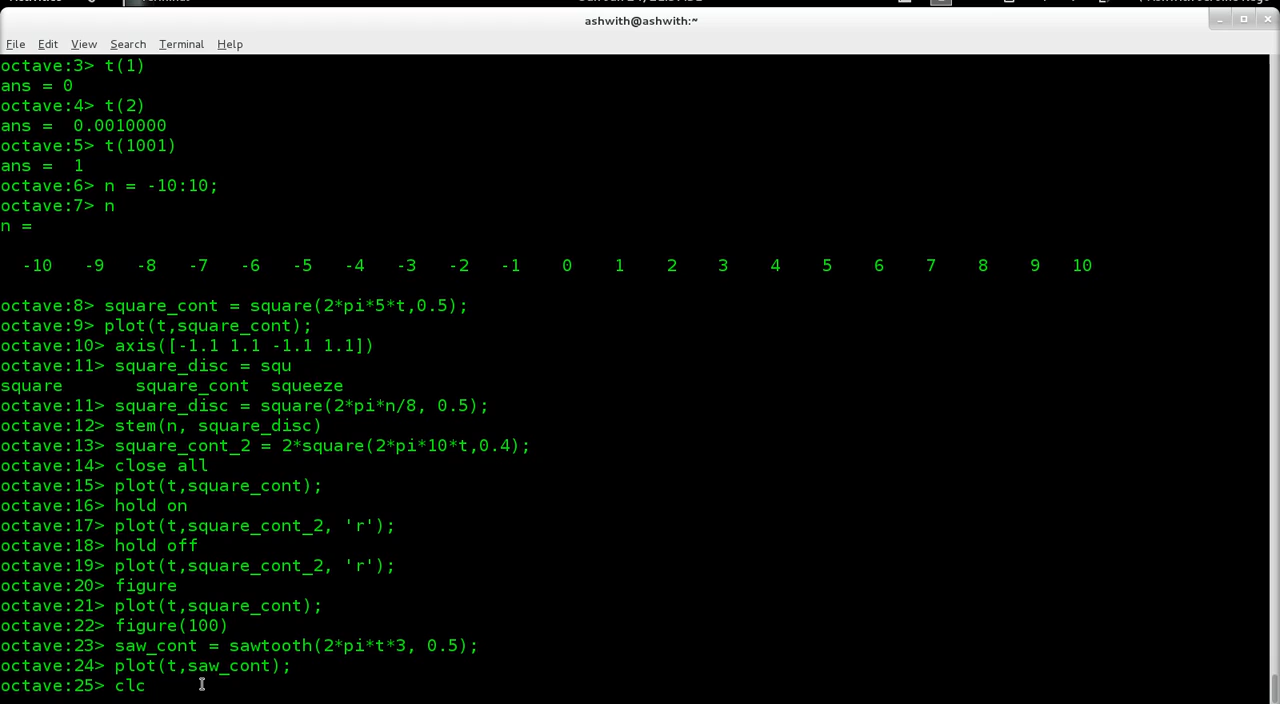 ashwith@ashwith:~
File Edit View Search Terminal Help
octave:3> t(1)
ans = 0
octave:4> t(2)
ans =  0.0010000
octave:5> t(1001)
ans =  1
octave:6> n = -10:10;
octave:7> n
n =
-10 -9 -8 -7 -6 -5 -4 -3 -2 -1 0 1 2 3 4 5 6 7 8 9 10
octave:8> square_cont = square(2*pi*5*t,0.5);
octave:9> plot(t,square_cont);
octave:10> axis([-1.1 1.1 -1.1 1.1])
octave:11> square_disc = squ
square square_cont squeeze
octave:11> square_disc = square(2*pi*n/8, 0.5);
octave:12> stem(n, square_disc)
octave:13> square_cont_2 = 2*square(2*pi*10*t,0.4);
octave:14> close all
octave:15> plot(t,square_cont);
octave:16> hold on
octave:17> plot(t,square_cont_2, 'r');
octave:18> hold off
octave:19> plot(t,square_cont_2, 'r');
octave:20> figure
octave:21> plot(t,square_cont);
octave:22> figure(100)
octave:23> saw_cont = sawtooth(2*pi*t*3, 0.5);
octave:24> plot(t,saw_cont);
octave:25> clc